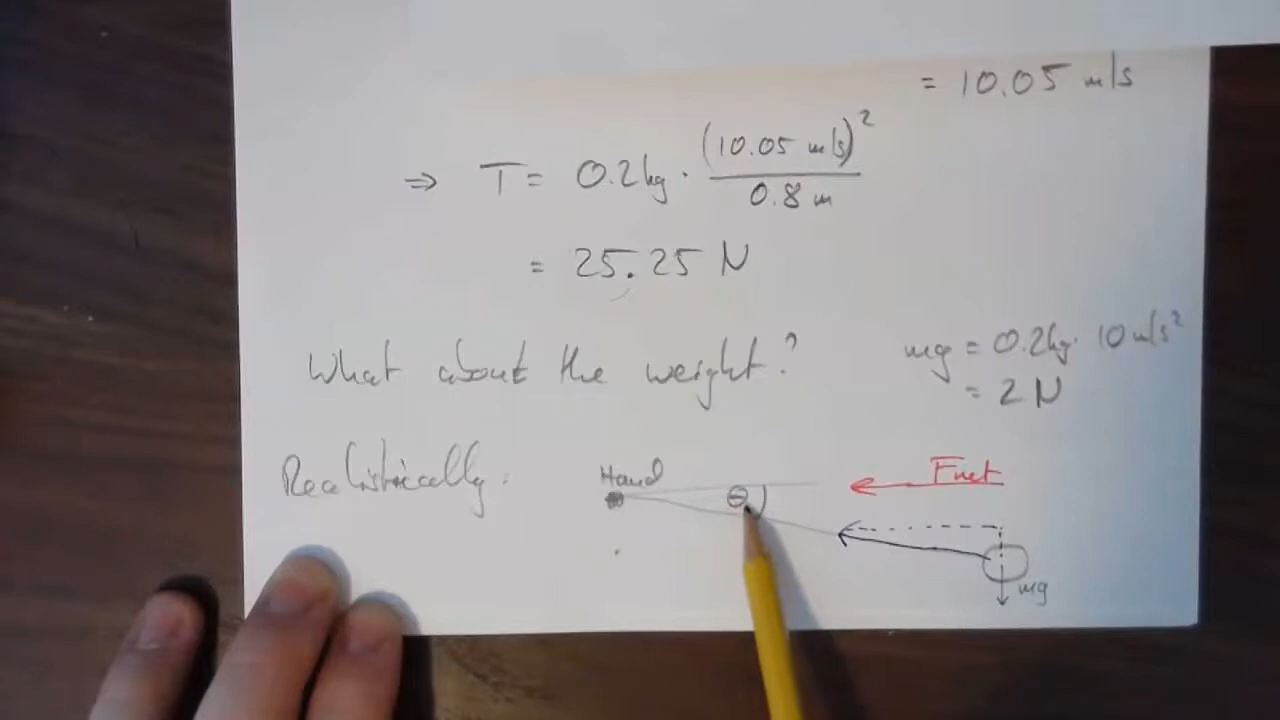 = 10.05 m/s
⇒ T = 0.2kg · (10.05 m/s)² / 0.8 m
= 25.25 N
What about the weight?
mg = 0.2kg · 10 m/s²
= 2 N
Realistically:
Hand
Θ
Fnet
mg